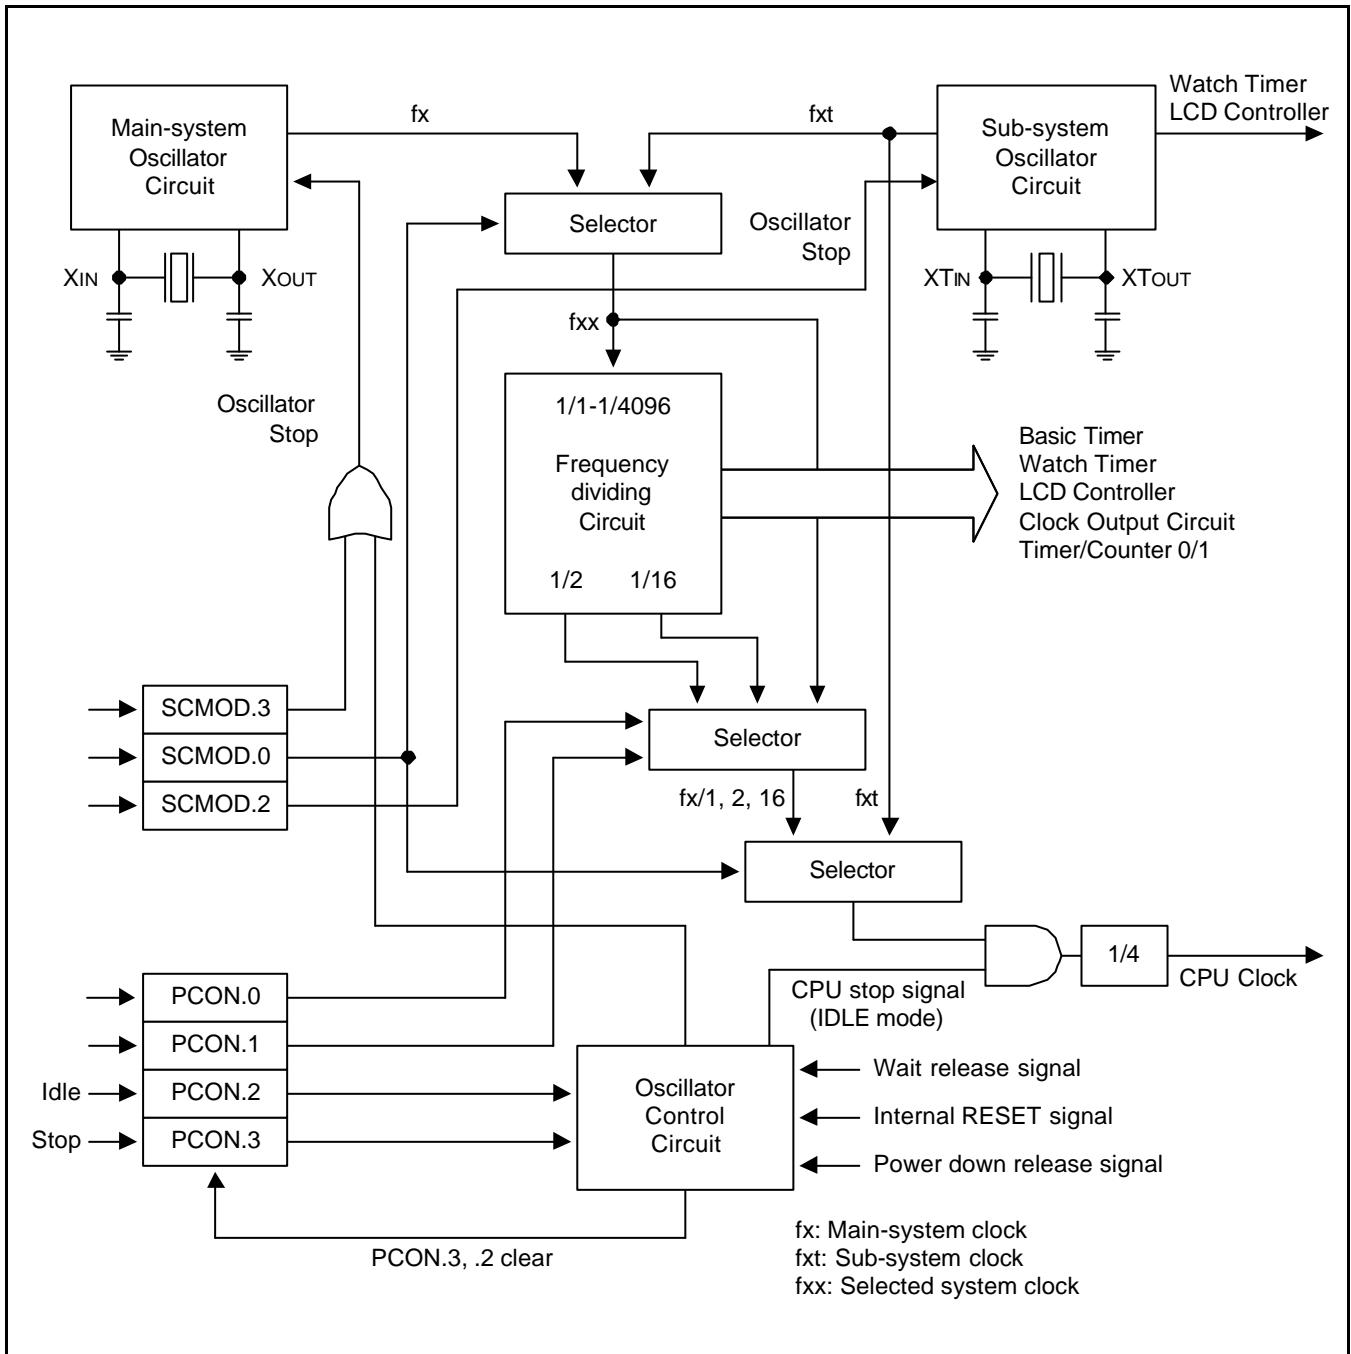 Watch Timer
LCD Controller
fx
fxt
Main-system
Oscillator
Circuit
Sub-system
Oscillator
Circuit
Selector
Oscillator
Stop
XIN
XOUT
XTIN
XTOUT
fxx
Oscillator
Stop
1/1-1/4096
Frequency
dividing
Circuit
1/2
1/16
Basic Timer
Watch Timer
LCD Controller
Clock Output Circuit
Timer/Counter 0/1
SCMOD.3
SCMOD.0
SCMOD.2
Selector
fx/1, 2, 16
fxt
Selector
1/4
CPU Clock
CPU stop signal
(IDLE mode)
PCON.0
PCON.1
Idle
PCON.2
Stop
PCON.3
Oscillator
Control
Circuit
Wait release signal
Internal RESET signal
Power down release signal
PCON.3, .2 clear
fx: Main-system clock
fxt: Sub-system clock
fxx: Selected system clock